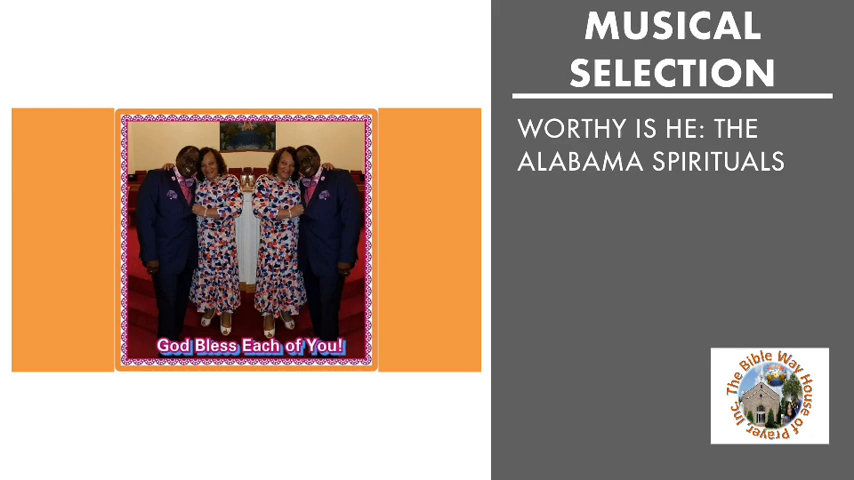 MUSICAL
SELECTION
WORTHY IS HE: THE
ALABAMA SPIRITUALS
God Bless Each of You!
The Bible Way House of Prayer, Inc.